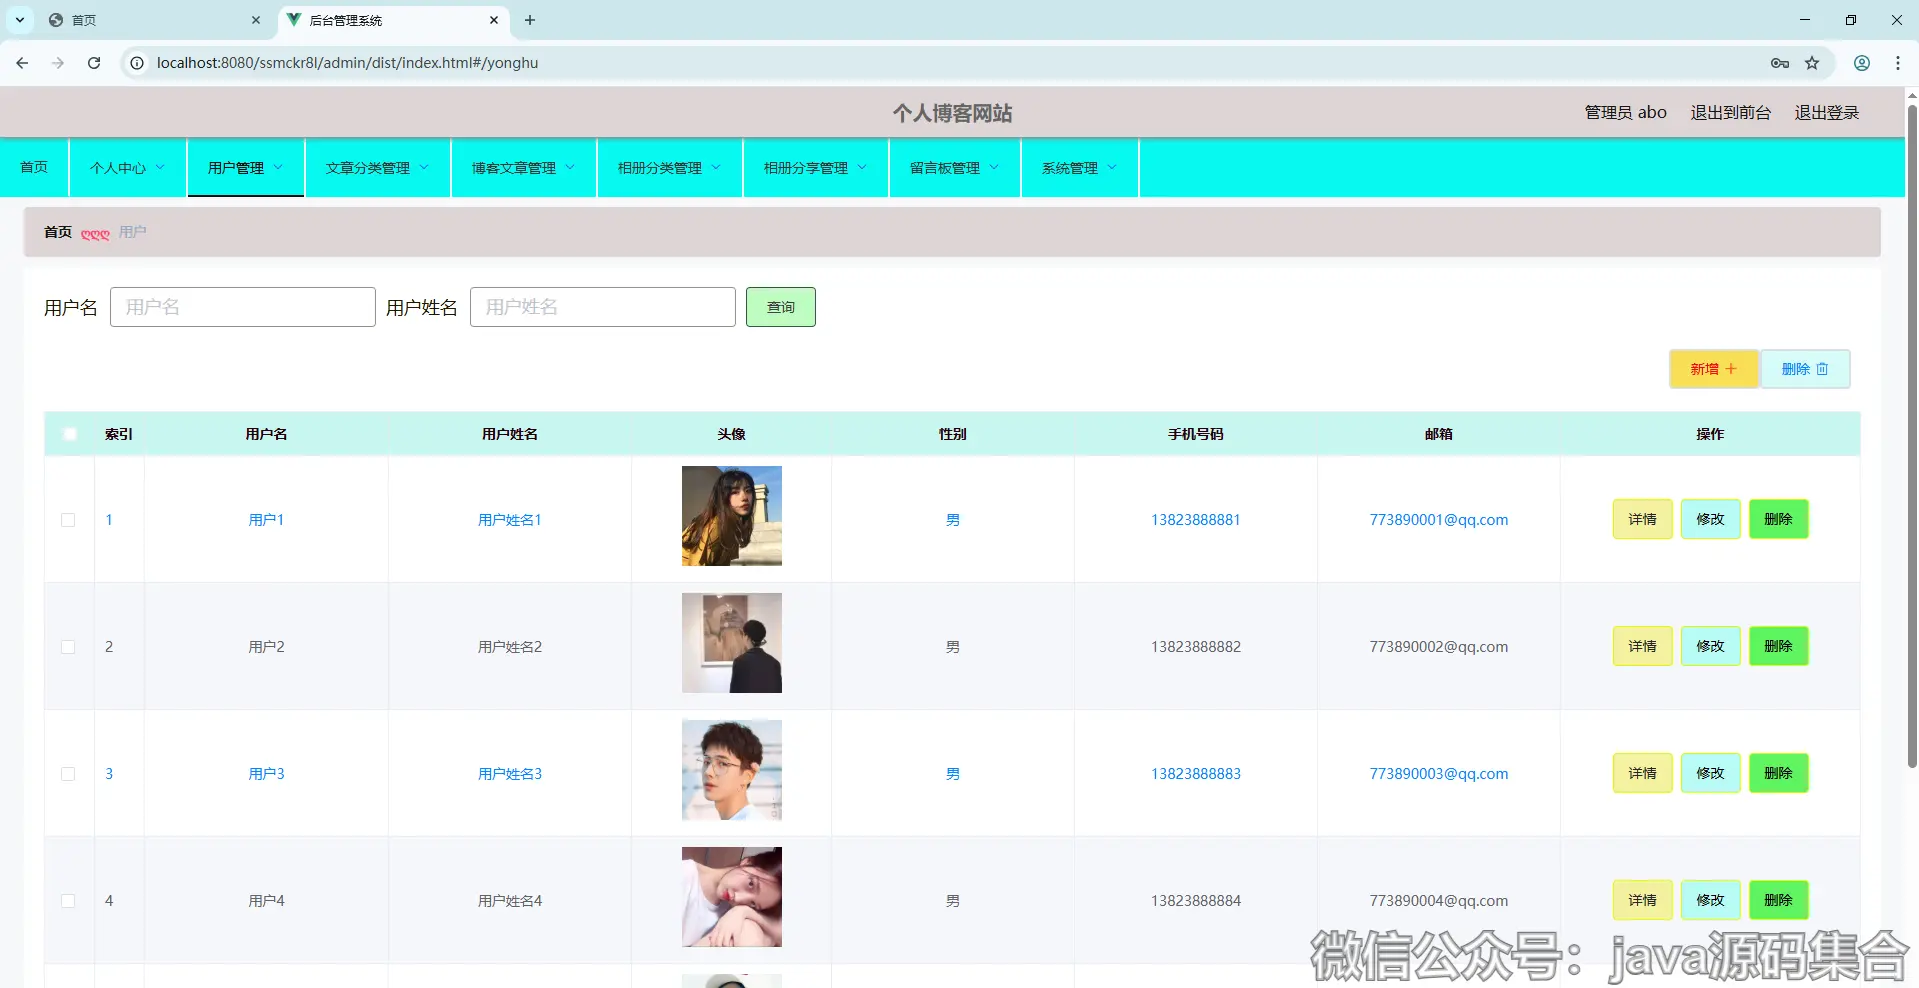 首页
后台管理系统
localhost:8080/ssmckr8l/admin/dist/index.html#/yonghu
个人博客网站
管理员 abo 退出到前台 退出登录
首页 个人中心 用户管理 文章分类管理 博客文章管理 相册分类管理 相册分享管理 留言板管理 系统管理
首页 ღღღ 用户
用户名 用户名 用户姓名 用户姓名 查询
新增 删除
索引 用户名 用户姓名 头像 性别 手机号码 邮箱 操作
1 用户1 用户姓名1 男 13823888881 773890001@qq.com 详情 修改 删除
2 用户2 用户姓名2 男 13823888882 773890002@qq.com 详情 修改 删除
3 用户3 用户姓名3 男 13823888883 773890003@qq.com 详情 修改 删除
4 用户4 用户姓名4 男 13823888884 773890004@qq.com 详情 修改 删除
微信公众号：java源码集合